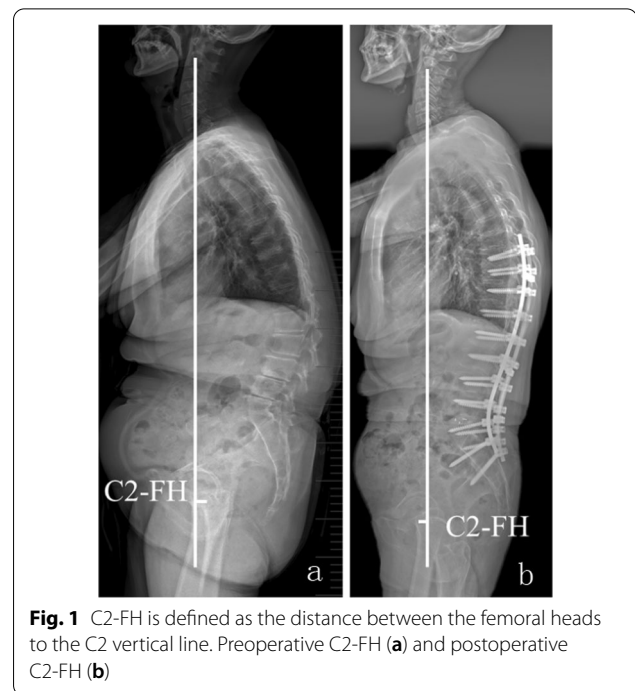 C2-FH
C2-FH
a
b
Fig. 1 C2-FH is defined as the distance between the femoral heads
to the C2 vertical line. Preoperative C2-FH (a) and postoperative
C2-FH (b)